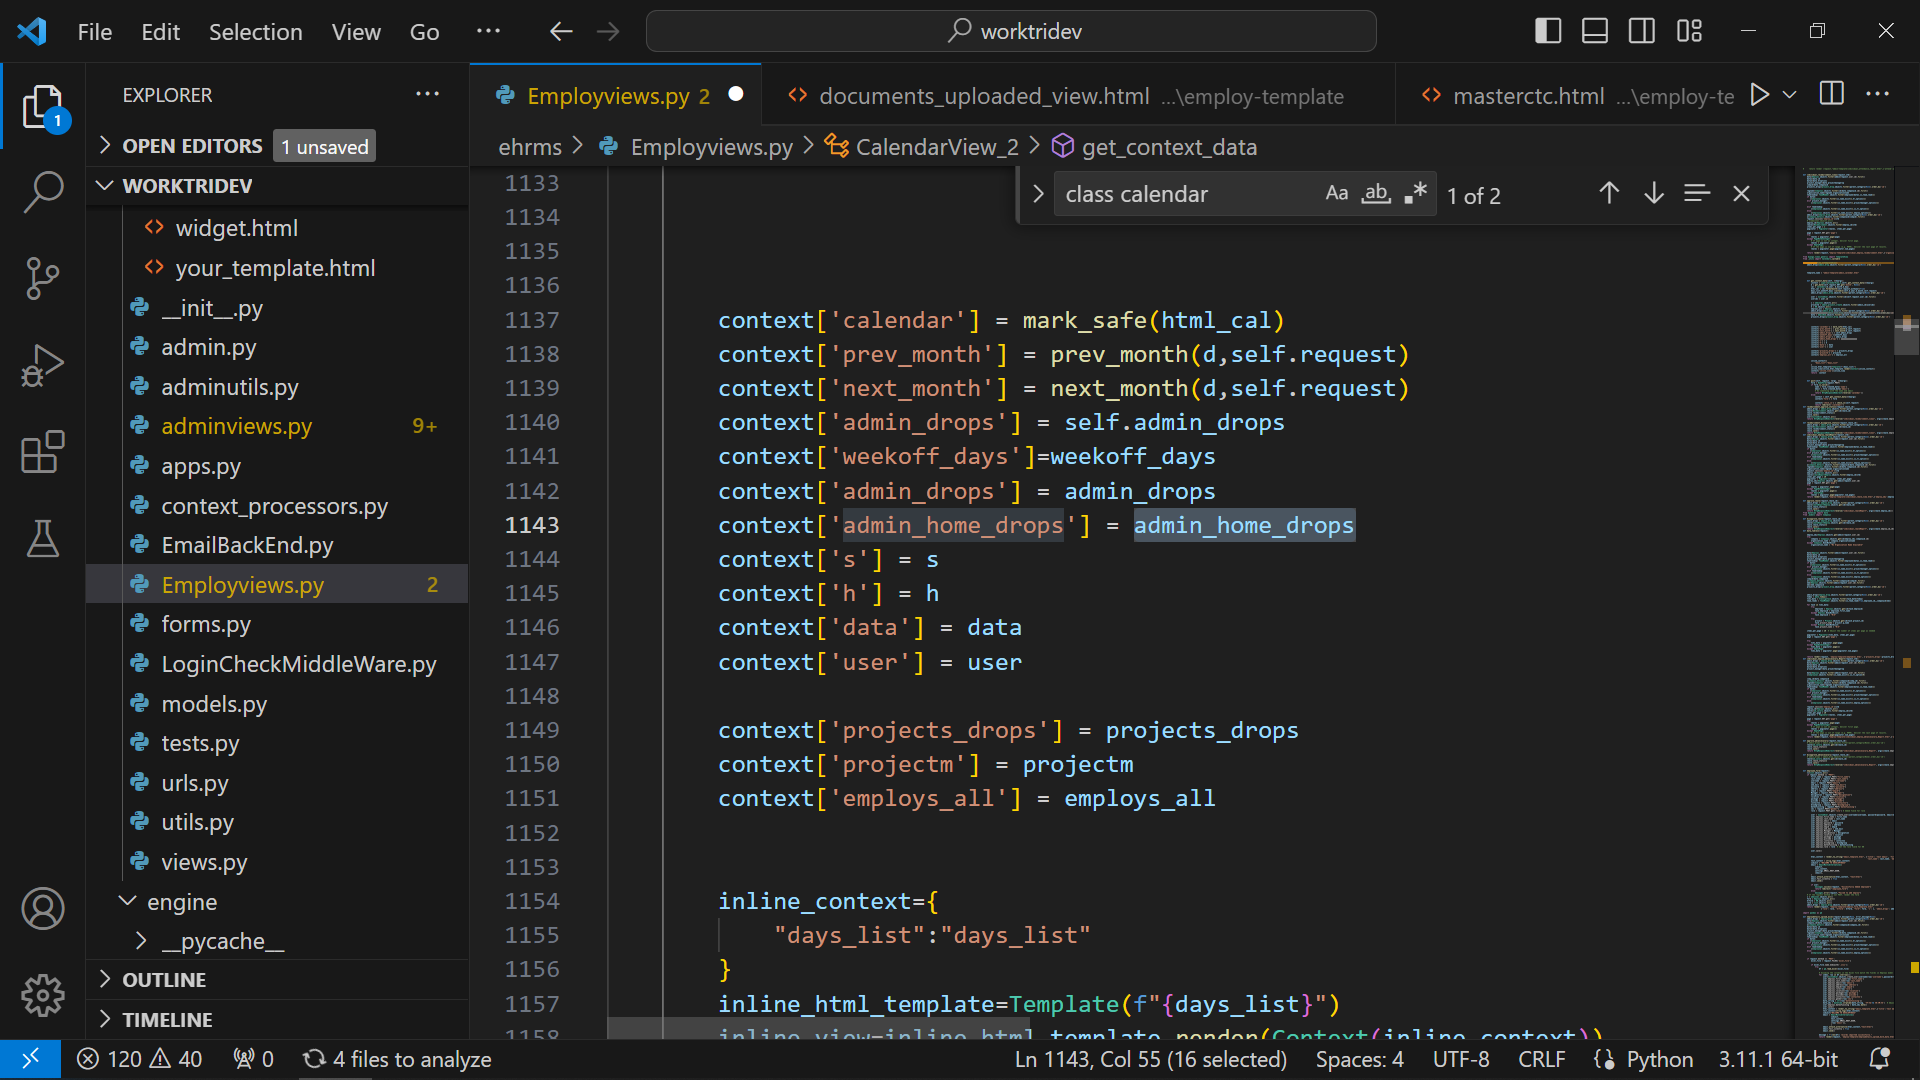 File Edit Selection View Go ··· worktridev
EXPLORER ···
OPEN EDITORS 1 unsaved
WORKTRIDEV
widget.html
your_template.html
__init__.py
admin.py
adminutils.py
adminviews.py 9+
apps.py
context_processors.py
EmailBackEnd.py
Employviews.py 2
forms.py
LoginCheckMiddleWare.py
models.py
tests.py
urls.py
utils.py
views.py
engine
__pycache__
OUTLINE
TIMELINE
1
Employviews.py 2 documents_uploaded_view.html ...\employ-template masterctc.html ...\employ-te ···
ehrms > Employviews.py > CalendarView_2 > get_context_data
class calendar Aa ab 1 of 2
1133
1134
1135
1136
1137 context['calendar'] = mark_safe(html_cal)
1138 context['prev_month'] = prev_month(d,self.request)
1139 context['next_month'] = next_month(d,self.request)
1140 context['admin_drops'] = self.admin_drops
1141 context['weekoff_days']=weekoff_days
1142 context['admin_drops'] = admin_drops
1143 context['admin_home_drops'] = admin_home_drops
1144 context['s'] = s
1145 context['h'] = h
1146 context['data'] = data
1147 context['user'] = user
1148
1149 context['projects_drops'] = projects_drops
1150 context['projectm'] = projectm
1151 context['employs_all'] = employs_all
1152
1153
1154 inline_context={
1155 "days_list":"days_list"
1156 }
1157 inline_html_template=Template(f"{days_list}")
1158 inline_view=inline_html_template.render(Context(inline_context))
120 40 0 4 files to analyze Ln 1143, Col 55 (16 selected) Spaces: 4 UTF-8 CRLF Python 3.11.1 64-bit